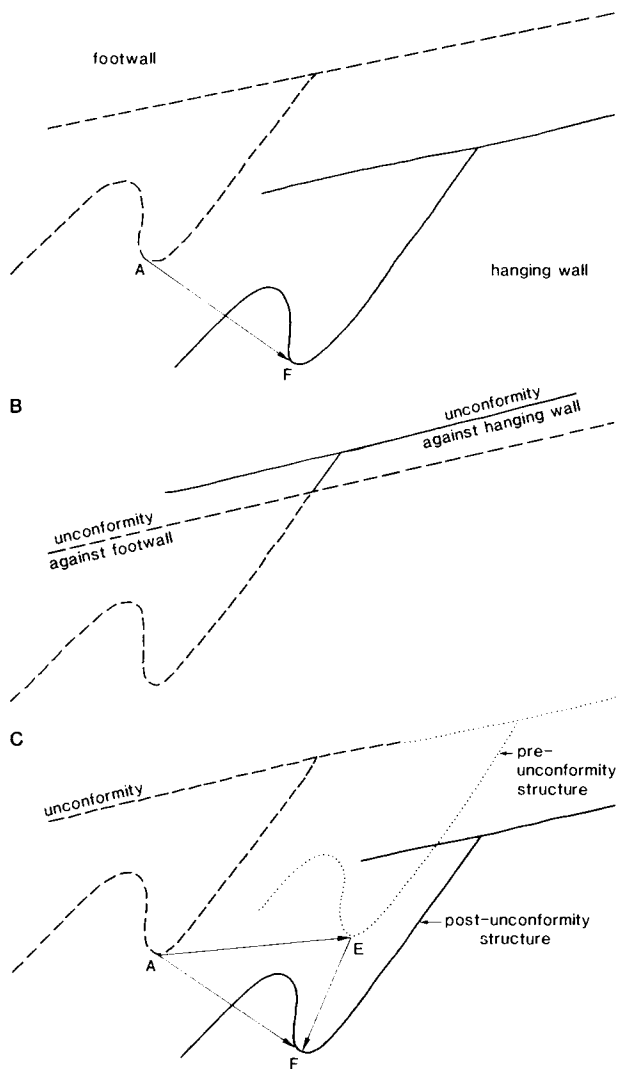 footwall
A
hanging wall
F
B
unconformity
against hanging wall
unconformity
against footwall
C
unconformity
pre-
unconformity
structure
post-unconformity
structure
A
E
F